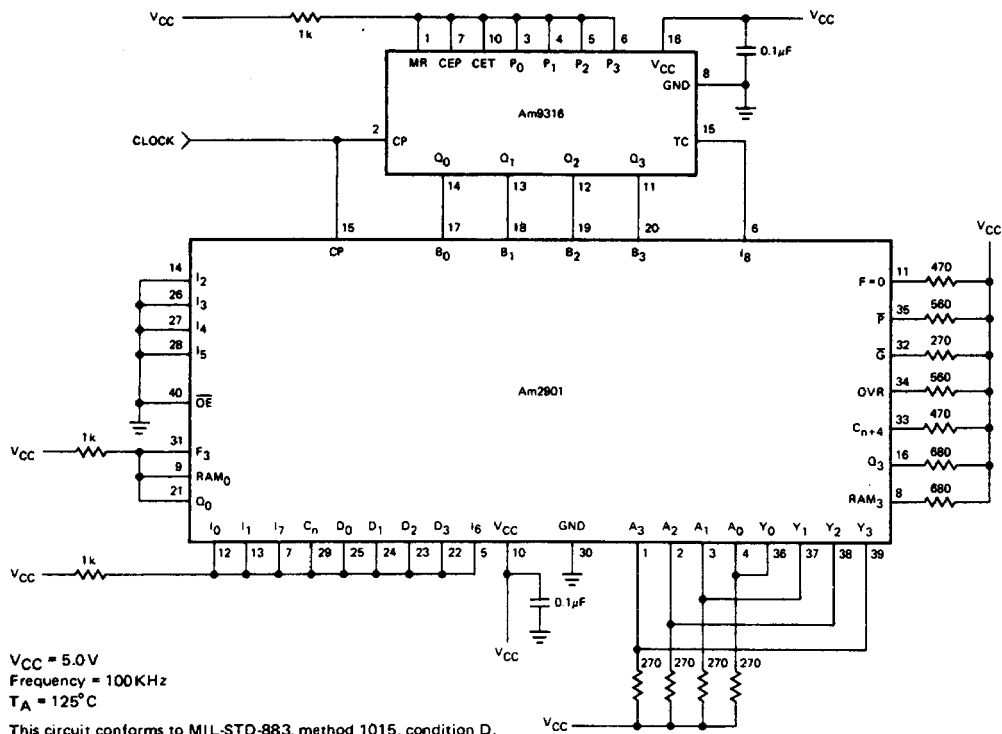 VCC 1k VCC
1 7 10 3 4 5 6 16
0.1µF
MR CEP CET P0 P1 P2 P3 VCC
GND 8
Am9316
CLOCK 2 CP TC 15
Q0 Q1 Q2 Q3
14 13 12 11
15 17 18 19 20 6
CP B0 B1 B2 B3 I8
VCC
14 I2
26 I3
27 I4
28 I5
40 OE
VCC 1k 31 F3
9 RAM0
21 Q0
Am2901
F=0 11 470
P 35 560
G 32 270
OVR 34 560
Cn+4 33 470
Q3 16 680
RAM3 8 680
I0 I1 I7 Cn D0 D1 D2 D3 I6 VCC GND A3 A2 A1 A0 Y0 Y1 Y2 Y3
12 13 7 29 25 24 23 22 5 10 30 1 2 3 4 36 37 38 39
VCC 1k
0.1µF
VCC
270 270 270 270
VCC
VCC = 5.0 V
Frequency = 100KHz
TA = 125°C
This circuit conforms to MIL-STD-883, method 1015, condition D.